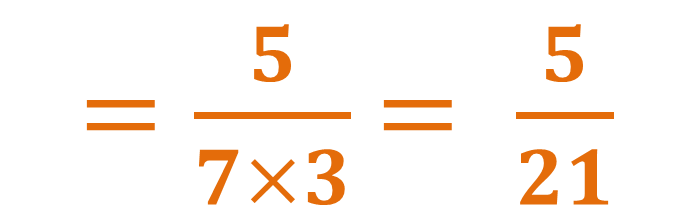 = 5/7×3 = 5/21